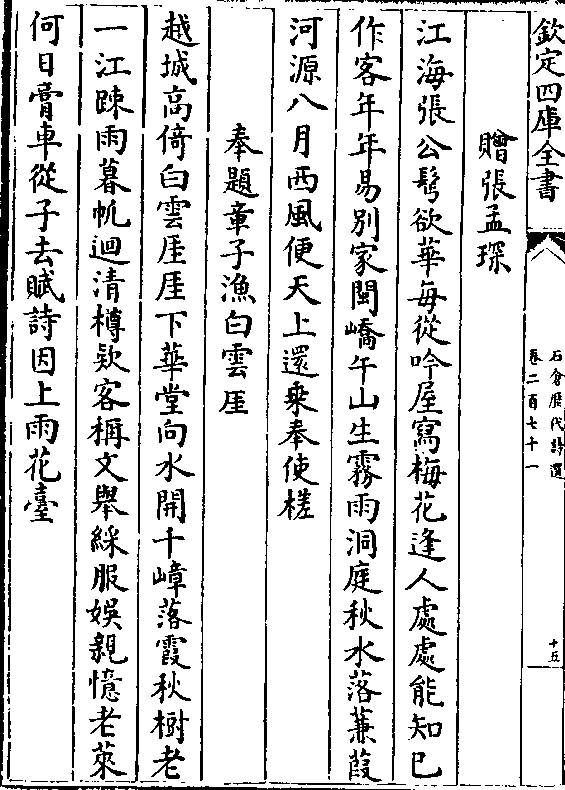 欽定四庫全書
石倉歷代詩選
卷二百七十一
十五
贈張孟琛
江海張公鬢欲華每從吟屋寫梅花逢人處處能知己
作客年年易別家閩嶠午山生霧雨洞庭秋水落蒹葭
河源八月西風便天上還乗奉使槎
奉題章子漁白雲厓
越城高倚白雲厓厓下華堂向水開千嶂落霞秋樹老
一江踈雨暮帆迴清樽欵客稱文舉綵服娛親憶老萊
何日膏車從子去賦詩因上雨花臺